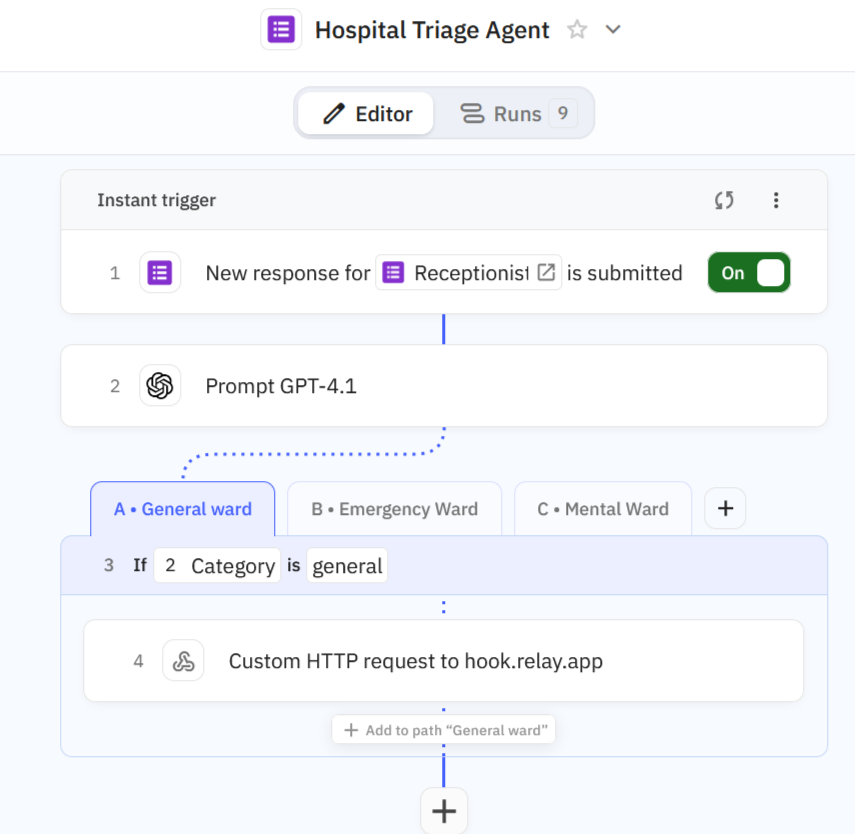 Hospital Triage Agent
Editor Runs 9
Instant trigger
1 New response for Receptionist is submitted On
2 Prompt GPT-4.1
A • General ward B • Emergency Ward C • Mental Ward +
3 If 2 Category is general
4 Custom HTTP request to hook.relay.app
+ Add to path “General ward”
+